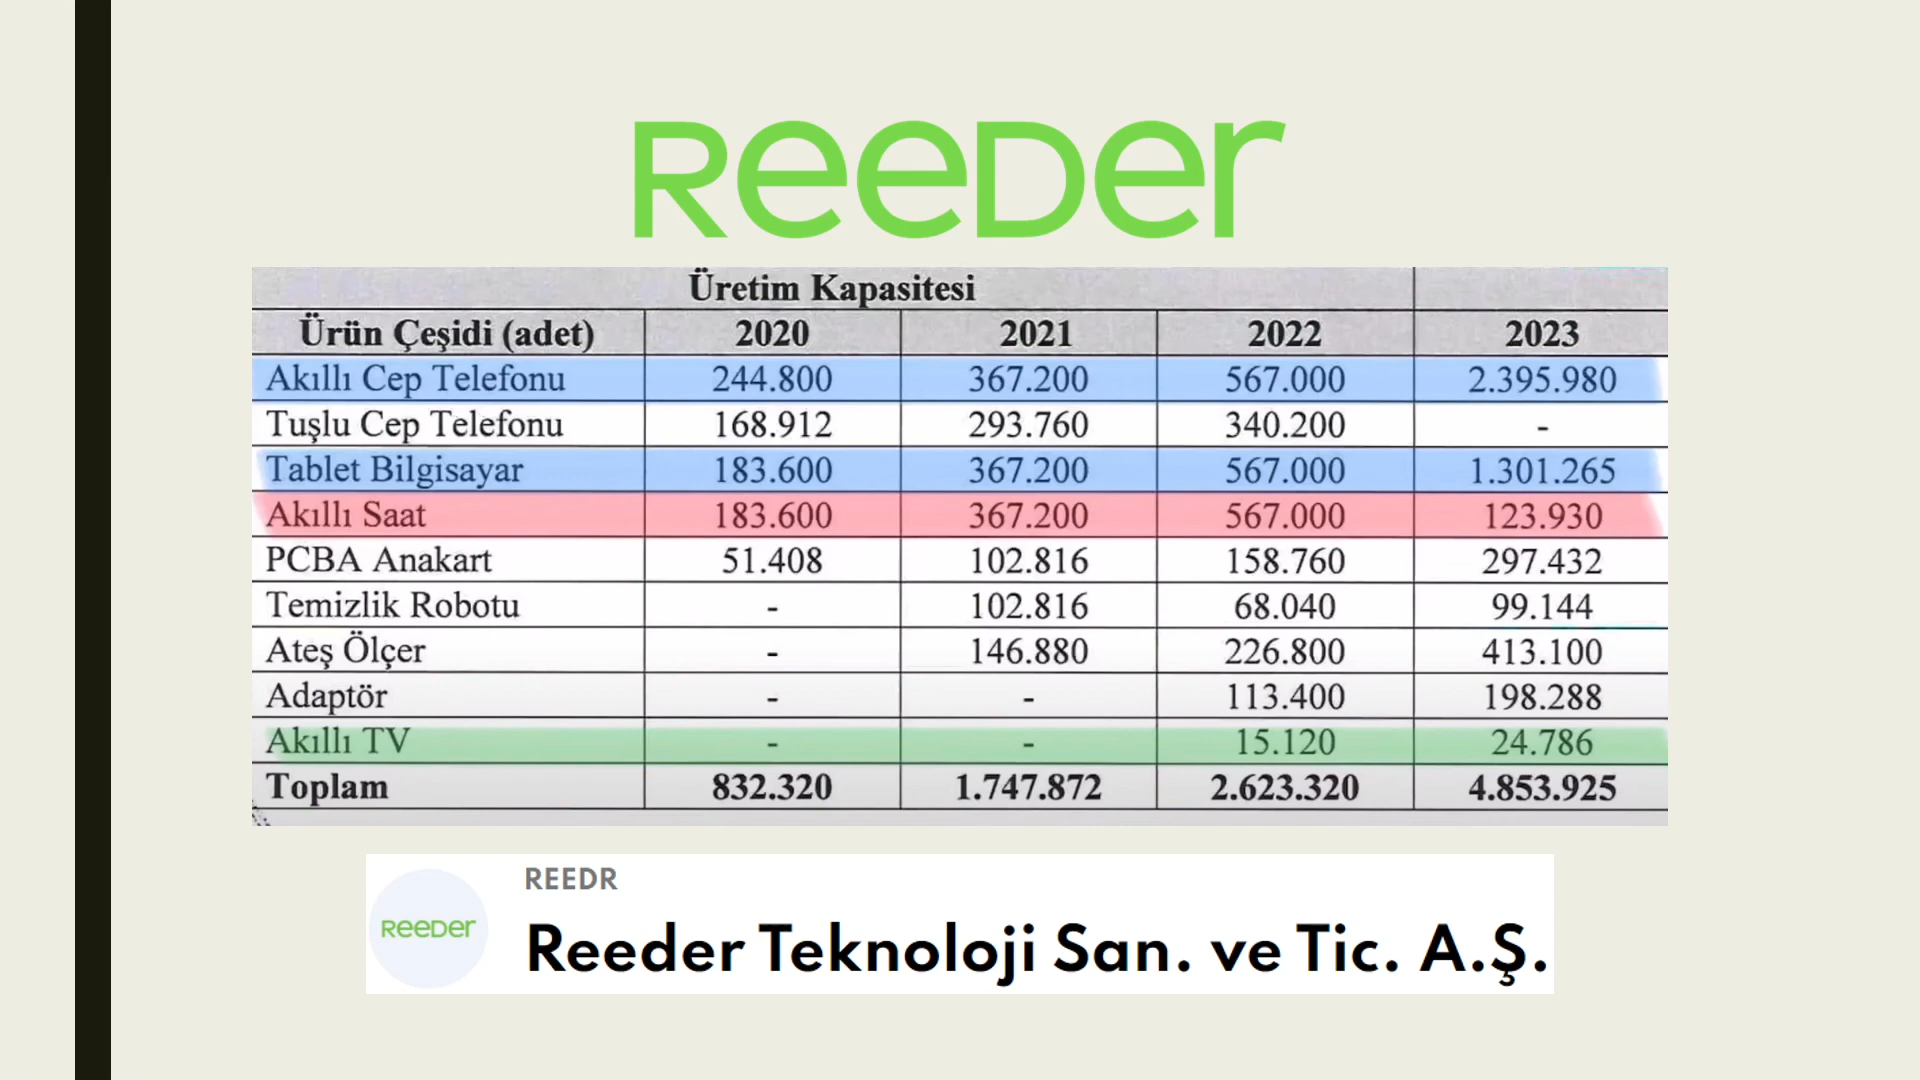 ReeDer
Üretim Kapasitesi
Ürün Çeşidi (adet) 2020 2021 2022 2023
Akıllı Cep Telefonu 244.800 367.200 567.000 2.395.980
Tuşlu Cep Telefonu 168.912 293.760 340.200 -
Tablet Bilgisayar 183.600 367.200 567.000 1.301.265
Akıllı Saat 183.600 367.200 567.000 123.930
PCBA Anakart 51.408 102.816 158.760 297.432
Temizlik Robotu - 102.816 68.040 99.144
Ateş Ölçer - 146.880 226.800 413.100
Adaptör - - 113.400 198.288
Akıllı TV - - 15.120 24.786
Toplam 832.320 1.747.872 2.623.320 4.853.925
REEDR
ReeDer
Reeder Teknoloji San. ve Tic. A.Ş.